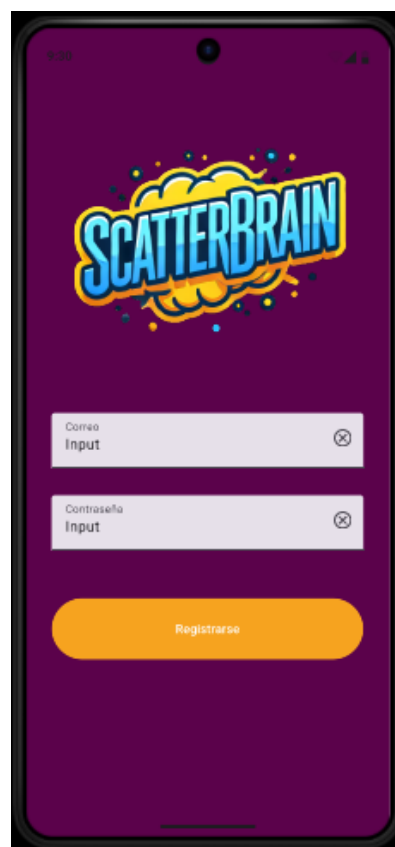 SCATTERBRAIN
Correo
Input
Contraseña
Input
Registrarse